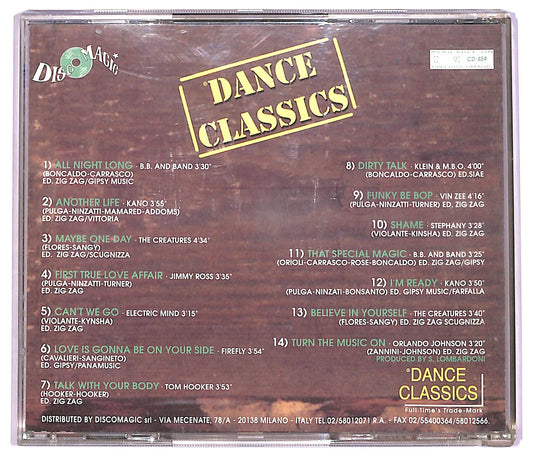 DISCO MAGIC
CD MC CD-889
DANCE
CLASSICS
1) ALL NIGHT LONG - B.B. AND BAND 3'30"
(BONCALDO-CARRASCO)
ED. ZIG ZAG/GIPSY MUSIC
2) ANOTHER LIFE - KANO 3'55"
(PULGA-NINZATTI-MAMARED-ADDOMS)
ED. ZIG ZAG/VITTORIA
3) MAYBE ONE DAY - THE CREATURES 4'34"
(FLORES-SANGY)
ED. ZIG ZAG/SCUGNIZZA
4) FIRST TRUE LOVE AFFAIR - JIMMY ROSS 3'35"
(PULGA-NINZATTI-TURNER)
ED. ZIG ZAG
5) CAN'T WE GO - ELECTRIC MIND 3'15"
(VIOLANTE-KYNSHA)
ED. ZIG ZAG
6) LOVE IS GONNA BE ON YOUR SIDE - FIREFLY 3'54"
(CAVALIERI-SANGINETO)
ED. GIPSY/PANAMUSIC
7) TALK WITH YOUR BODY - TOM HOOKER 3'53"
(HOOKER-HOOKER)
ED. ZIG ZAG
8) DIRTY TALK - KLEIN & M.B.O. 4'00"
(BONCALDO-CARRASCO) ED.SIAE
9) FUNKY BE BOP - VIN ZEE 4'16"
(PULGA-NINZATTI-TURNER) ED. ZIG ZAG
10) SHAME - STEPHANY 3'28"
(VIOLANTE-KINSHA) ED. ZIG ZAG
11) THAT SPECIAL MAGIC - B.B. AND BAND 3'25"
(ORIOLI-CARRASCO-ROSE-BONCALDO) ED. ZIG ZAG/GIPSY
12) I'M READY - KANO 3'50"
(PULGA-NINZATTI-BONSANTO) ED. GIPSY MUSIC/FARFALLA
13) BELIEVE IN YOURSELF - THE CREATURES 3'40"
(FLORES-SANGY) ED. ZIG ZAG SCUGNIZZA
14) TURN THE MUSIC ON - ORLANDO JOHNSON 3'20"
(ZANNINI-JOHNSON) ED. ZIG ZAG
PRODUCED BY S. LOMBARDONI
DANCE
CLASSICS
Full Time's Trade-Mark
DISTRIBUTED BY DISCOMAGIC srl - VIA MECENATE, 78/A - 20138 MILANO - ITALY TEL 02/58012071 R.A. - FAX 02/55400364/58012566.